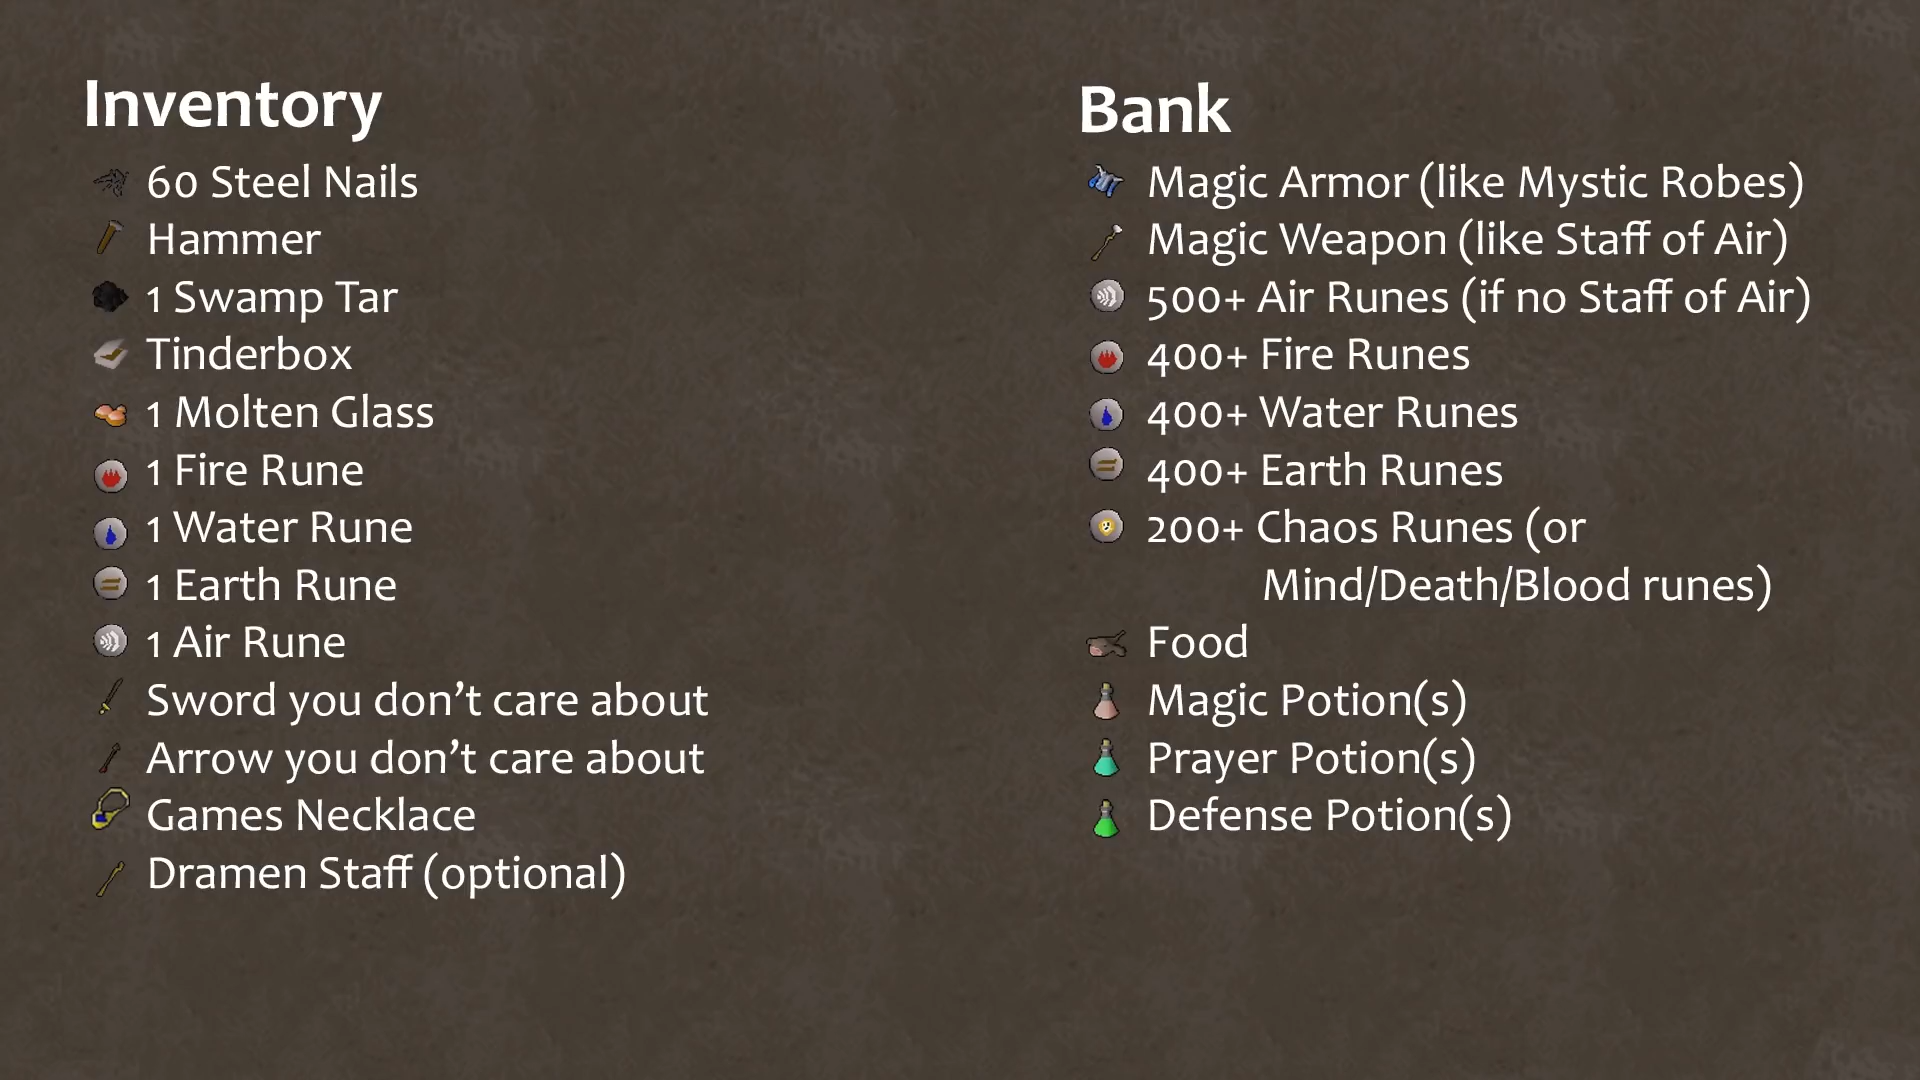 Inventory
60 Steel Nails
Hammer
1 Swamp Tar
Tinderbox
1 Molten Glass
1 Fire Rune
1 Water Rune
1 Earth Rune
1 Air Rune
Sword you don’t care about
Arrow you don’t care about
Games Necklace
Dramen Staff (optional)
Bank
Magic Armor (like Mystic Robes)
Magic Weapon (like Staff of Air)
500+ Air Runes (if no Staff of Air)
400+ Fire Runes
400+ Water Runes
400+ Earth Runes
200+ Chaos Runes (or
Mind/Death/Blood runes)
Food
Magic Potion(s)
Prayer Potion(s)
Defense Potion(s)